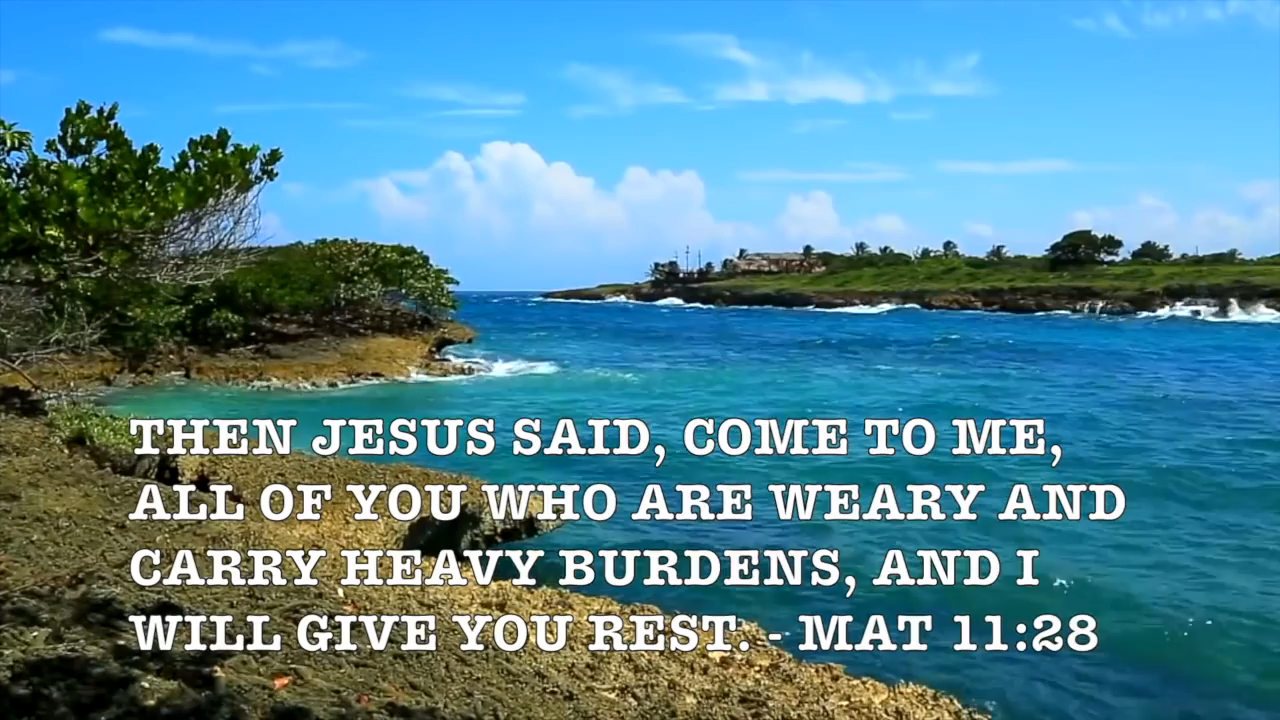 THEN JESUS SAID, COME TO ME,
ALL OF YOU WHO ARE WEARY AND
CARRY HEAVY BURDENS, AND I
WILL GIVE YOU REST. - MAT 11:28